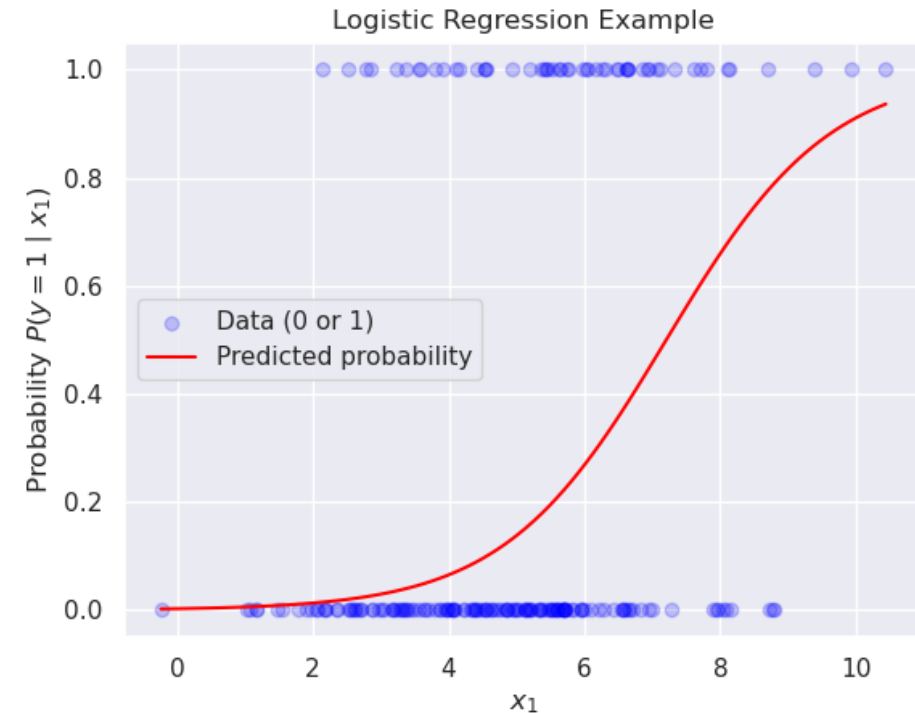 Logistic Regression Example
Probability P(y = 1 | x₁)
1.0
0.8
0.6
0.4
0.2
0.0
Data (0 or 1)
Predicted probability
0 2 4 6 8 10
x₁